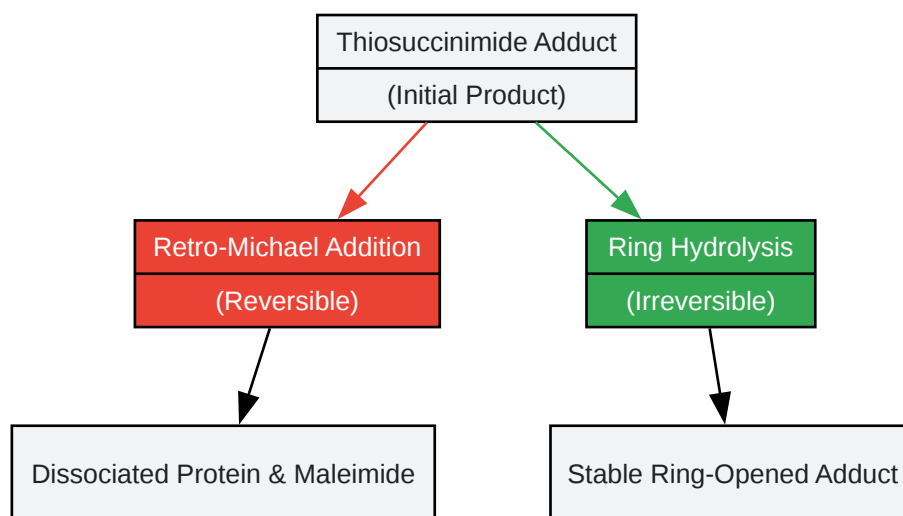 Thiosuccinimide Adduct
(Initial Product)
Retro-Michael Addition
(Reversible)
Ring Hydrolysis
(Irreversible)
Dissociated Protein & Maleimide
Stable Ring-Opened Adduct